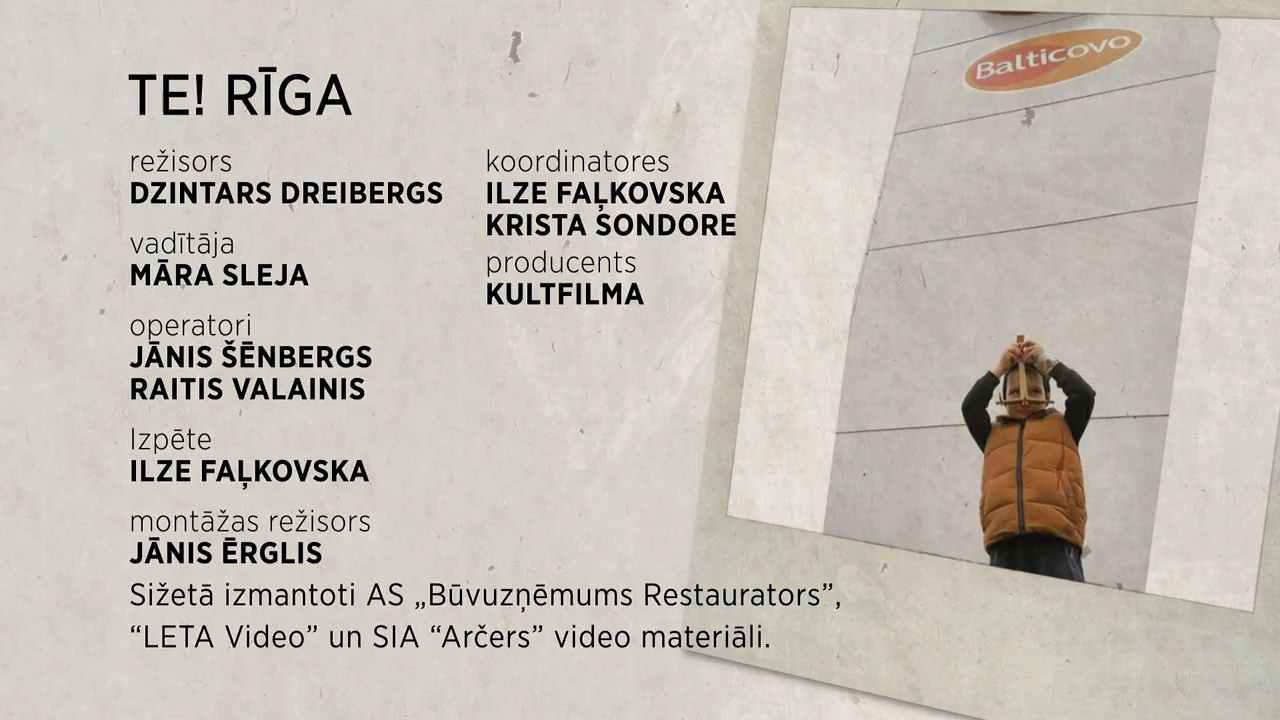 TE! RĪGA
režisors
DZINTARS DREIBERGS
vadītāja
MĀRA SLEJA
operatori
JĀNIS ŠĒNBERGS
RAITIS VALAINIS
Izpēte
ILZE FAĻKOVSKA
montāžas režisors
JĀNIS ĒRGLIS
koordinatores
ILZE FAĻKOVSKA
KRISTA SONDORE
producents
KULTFILMA
Sižetā izmantoti AS „Būvuzņēmums Restaurators”,
“LETA Video” un SIA “Arčers” video materiāli.
Balticovo